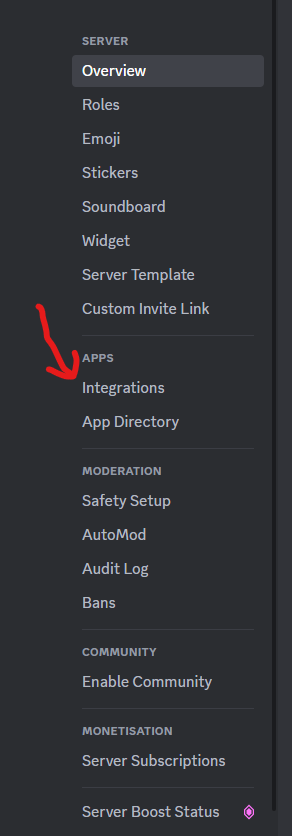 SERVER
Overview
Roles
Emoji
Stickers
Soundboard
Widget
Server Template
Custom Invite Link
APPS
Integrations
App Directory
MODERATION
Safety Setup
AutoMod
Audit Log
Bans
COMMUNITY
Enable Community
MONETISATION
Server Subscriptions
Server Boost Status